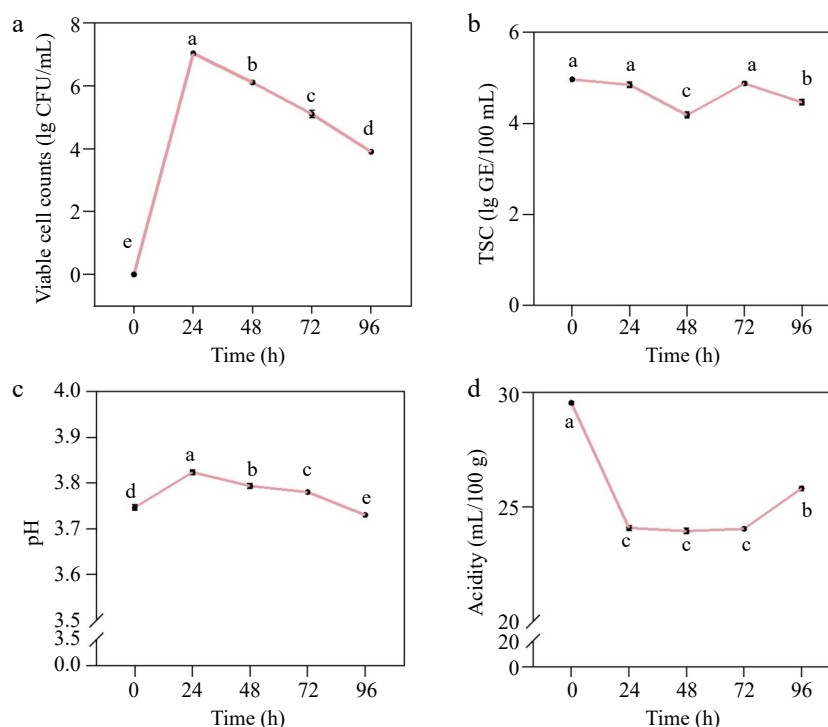 a
Viable cell counts (lg CFU/mL)
8
6
4
2
0
e
a
b
c
d
0 24 48 72 96
Time (h)
b
TSC (lg GE/100 mL)
6
4
2
0
a
a
c
a
b
0 24 48 72 96
Time (h)
c
pH
4.0
3.9
3.8
3.7
3.6
3.5
3.5
0.0
d
a
b
c
e
0 24 48 72 96
Time (h)
d
Acidity (mL/100 g)
30
25
20
20
0
a
c
c
c
b
0 24 48 72 96
Time (h)